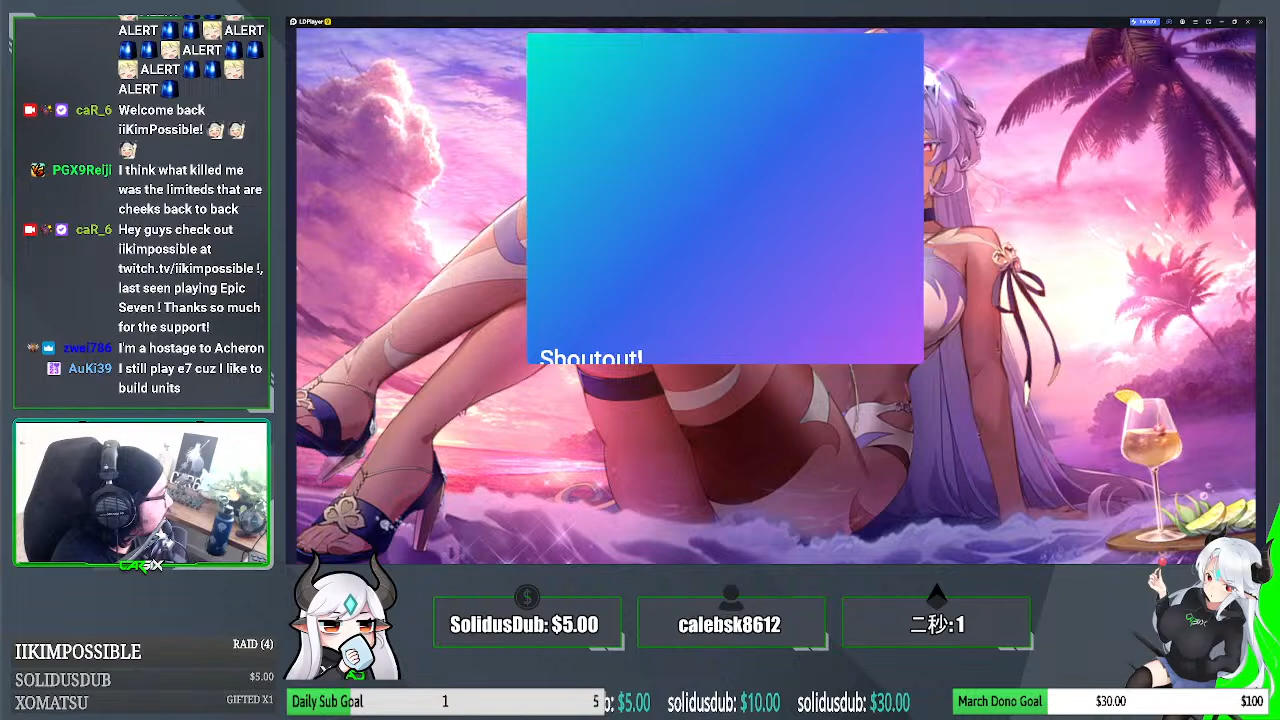 ALERT ALERT
ALERT
ALERT
ALERT
caR_6 Welcome back
iiKimPossible!
PGX9Reiji I think what killed me
was the limiteds that are
cheeks back to back
caR_6 Hey guys check out
iikimpossible at
twitch.tv/iikimpossible !,
last seen playing Epic
Seven ! Thanks so much
for the support!
zwei786 I'm a hostage to Acheron
AuKi39 I still play e7 cuz I like to
build units
CARSIX
IIKIMPOSSIBLE RAID (4)
SOLIDUSDUB $5.00
XOMATSU GIFTED X1
LDPlayer
Shoutout!
SolidusDub: $5.00
calebsk8612
二秒: 1
Daily Sub Goal 1 5
b: $5.00 solidusdub: $10.00 solidusdub: $30.00
March Dono Goal $30.00 $100